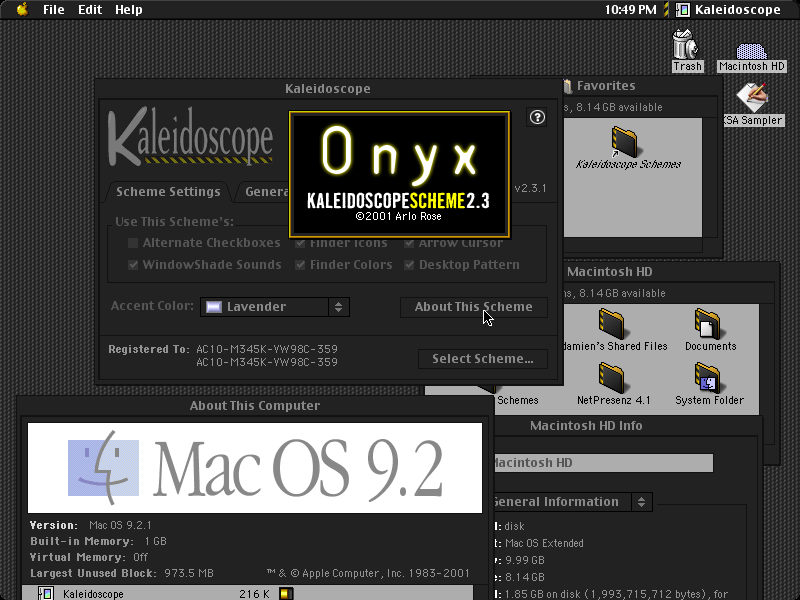 File Edit Help
10:49 PM Kaleidoscope
Trash
Macintosh HD
KSA Sampler
Kaleidoscope
Kaleidoscope
Onyx
KALEIDOSCOPESCHEME2.3
©2001 Arlo Rose
v2.3.1
Scheme Settings
Use This Scheme's:
Alternate Checkboxes Finder Icons Arrow Cursor
WindowShade Sounds Finder Colors Desktop Pattern
Accent Color: Lavender
About This Scheme
Registered To: AC10-M345K-VW98C-359
AC10-M345K-VW98C-359
Select Scheme...
Favorites
8.14 GB available
Kaleidoscope Schemes
Macintosh HD
8.14 GB available
damien's Shared Files Documents
Schemes NetPresenz 4.1 System Folder
Macintosh HD Info
Macintosh HD
General Information
disk
Mac OS Extended
9.99 GB
8.14 GB
1.85 GB on disk (1,993,715,712 bytes), for
About This Computer
Mac OS 9.2
Version: Mac OS 9.2.1
Built-in Memory: 1 GB
Virtual Memory: Off
Largest Unused Block: 973.5 MB ™ & © Apple Computer, Inc. 1983-2001
Kaleidoscope 216 K